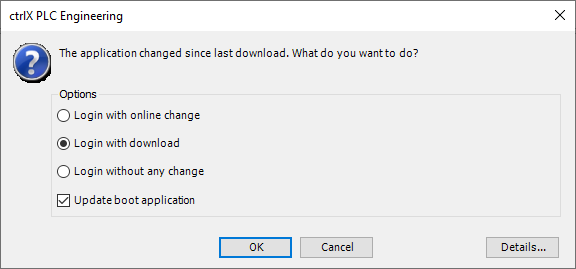 ctrlX PLC Engineering
The application changed since last download. What do you want to do?
Options
Login with online change
Login with download
Login without any change
Update boot application
OK
Cancel
Details...